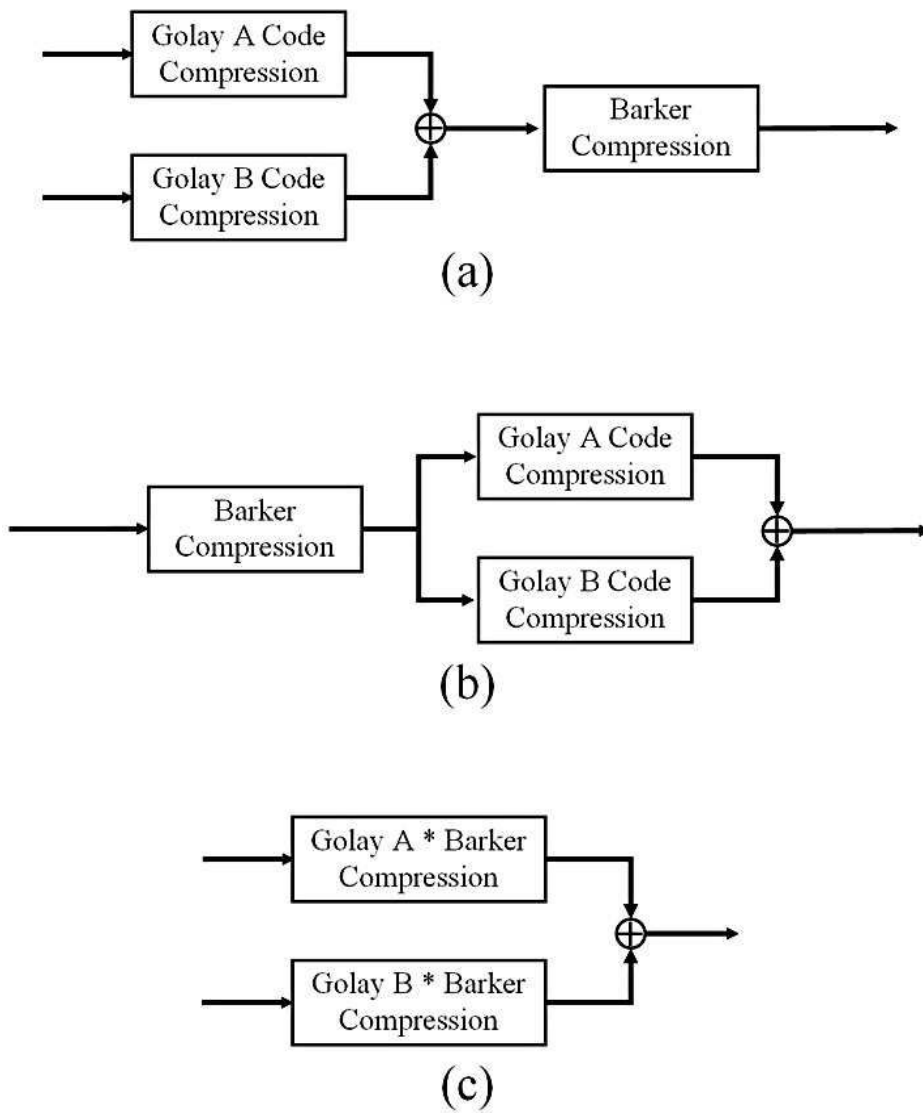 Golay A Code
Compression
Barker
Compression
Golay B Code
Compression
(a)
Golay A Code
Compression
Barker
Compression
Golay B Code
Compression
(b)
Golay A * Barker
Compression
Golay B * Barker
Compression
(c)